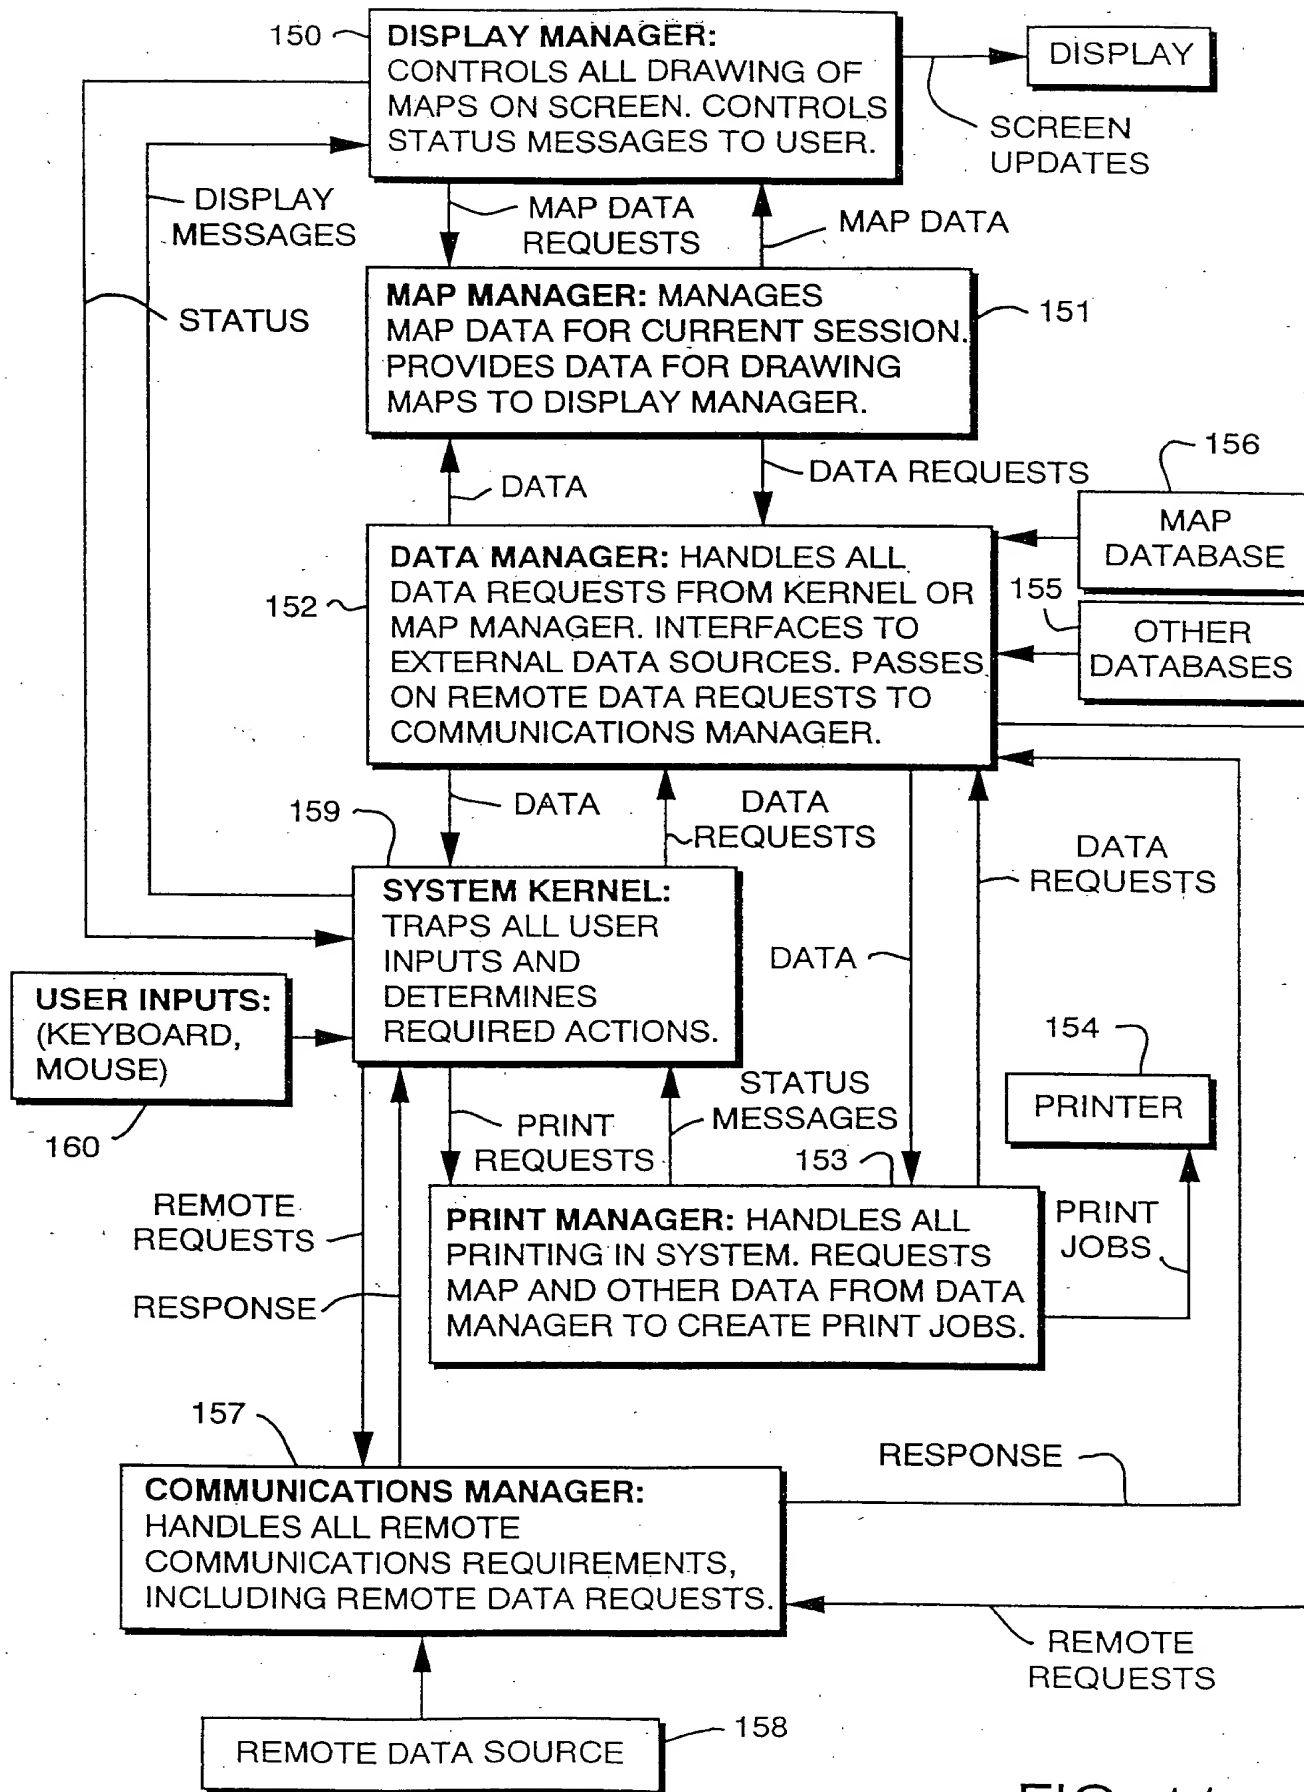 150
DISPLAY MANAGER:
CONTROLS ALL DRAWING OF
MAPS ON SCREEN. CONTROLS
STATUS MESSAGES TO USER.
DISPLAY
SCREEN
UPDATES
DISPLAY
MESSAGES
MAP DATA
REQUESTS
MAP DATA
STATUS
MAP MANAGER: MANAGES
MAP DATA FOR CURRENT SESSION.
PROVIDES DATA FOR DRAWING
MAPS TO DISPLAY MANAGER.
151
DATA
DATA REQUESTS
156
MAP
DATABASE
152
DATA MANAGER: HANDLES ALL
DATA REQUESTS FROM KERNEL OR
MAP MANAGER. INTERFACES TO
EXTERNAL DATA SOURCES. PASSES
ON REMOTE DATA REQUESTS TO
COMMUNICATIONS MANAGER.
155
OTHER
DATABASES
159
DATA
DATA
REQUESTS
DATA
REQUESTS
SYSTEM KERNEL:
TRAPS ALL USER
INPUTS AND
DETERMINES
REQUIRED ACTIONS.
DATA
USER INPUTS:
(KEYBOARD,
MOUSE)
160
154
PRINTER
PRINT
REQUESTS
STATUS
MESSAGES
153
REMOTE
REQUESTS
RESPONSE
PRINT MANAGER: HANDLES ALL
PRINTING IN SYSTEM. REQUESTS
MAP AND OTHER DATA FROM DATA
MANAGER TO CREATE PRINT JOBS.
PRINT
JOBS
157
COMMUNICATIONS MANAGER:
HANDLES ALL REMOTE
COMMUNICATIONS REQUIREMENTS,
INCLUDING REMOTE DATA REQUESTS.
RESPONSE
REMOTE
REQUESTS
REMOTE DATA SOURCE
158